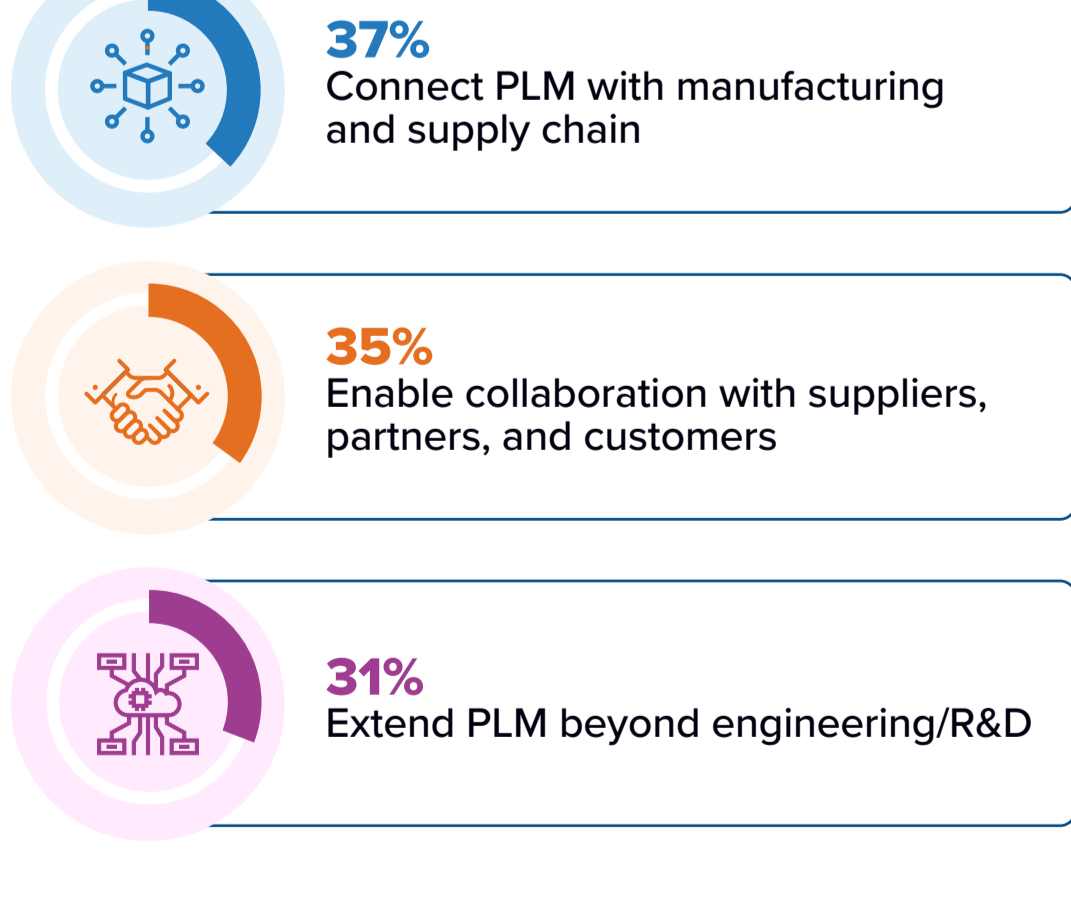 37%
Connect PLM with manufacturing
and supply chain
35%
Enable collaboration with suppliers,
partners, and customers
31%
Extend PLM beyond engineering/R&D